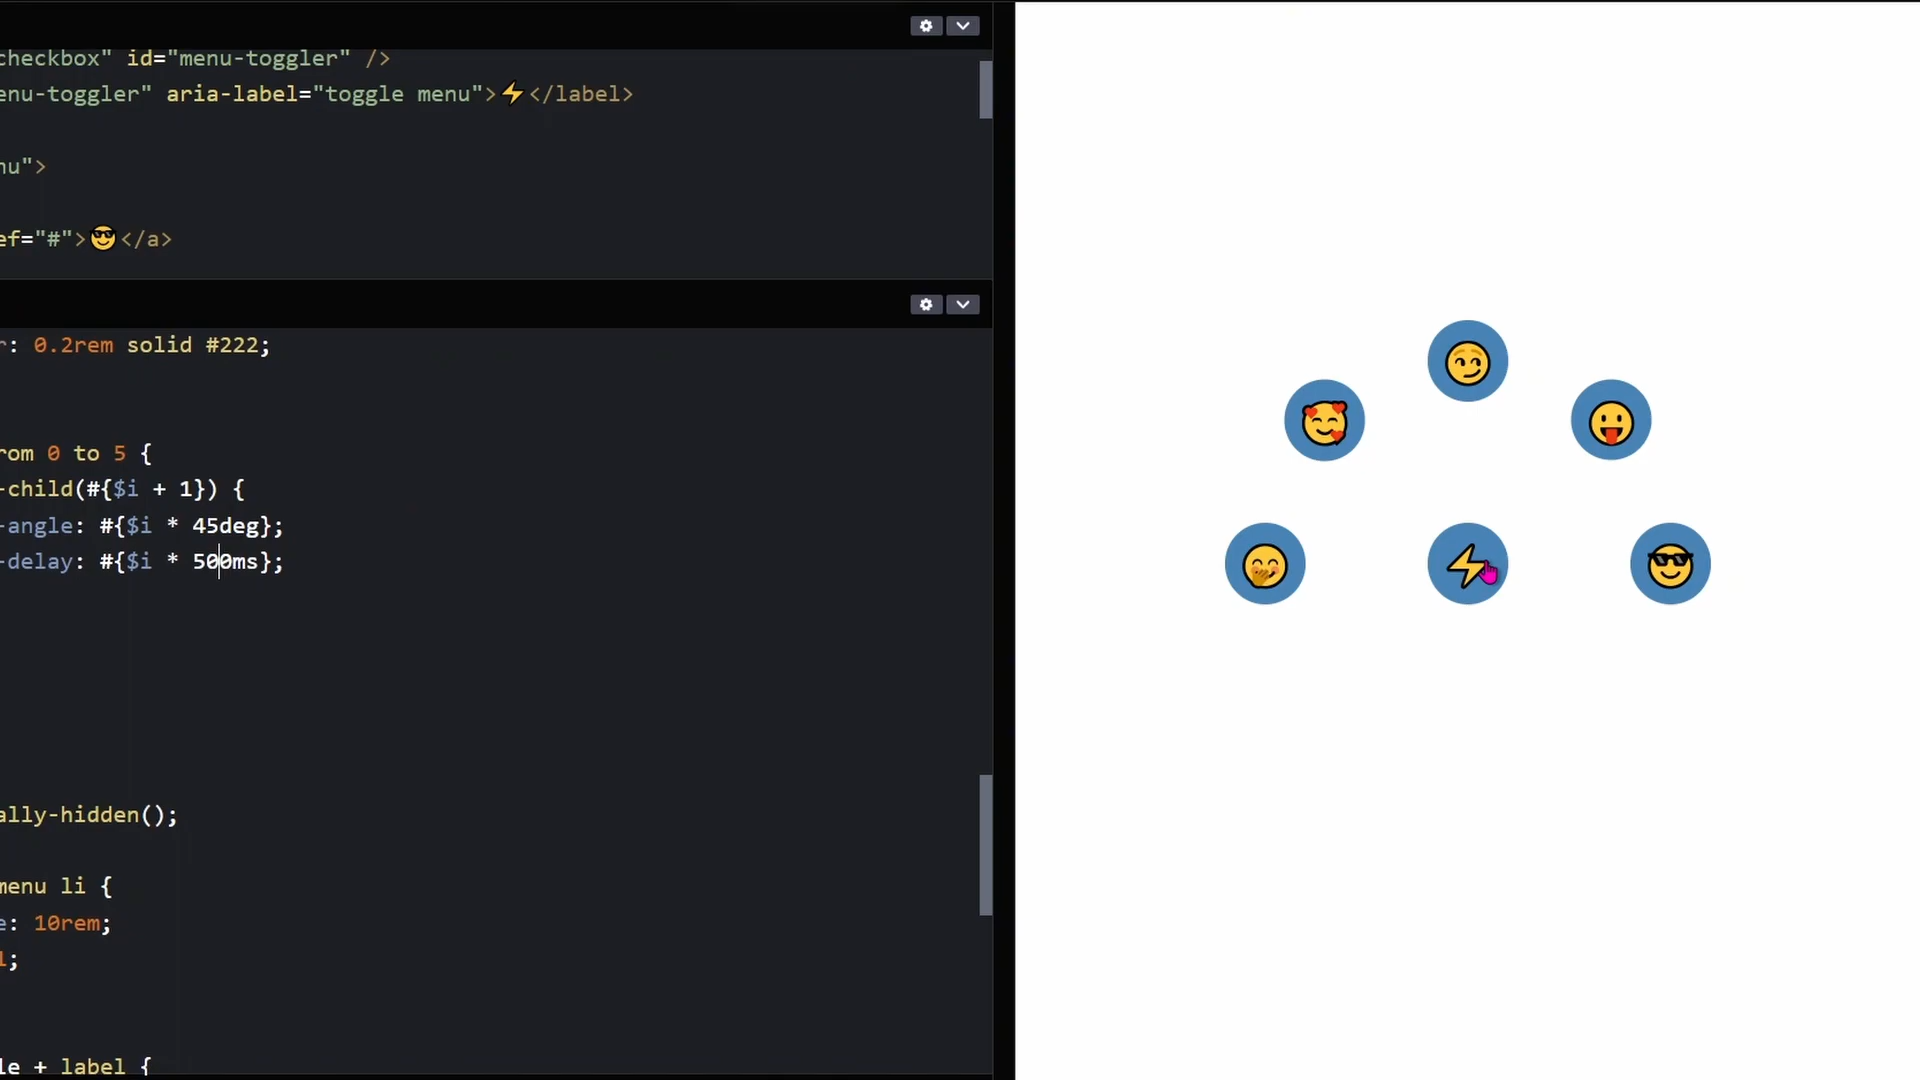 checkbox" id="menu-toggler" />
enu-toggler" aria-label="toggle menu">⚡</label>
nu">
ef="#">😎</a>
r: 0.2rem solid #222;
rom 0 to 5 {
-child(#{$i + 1}) {
-angle: #{$i * 45deg};
-delay: #{$i * 500ms};
ally-hidden();
menu li {
e: 10rem;
1;
le + label {